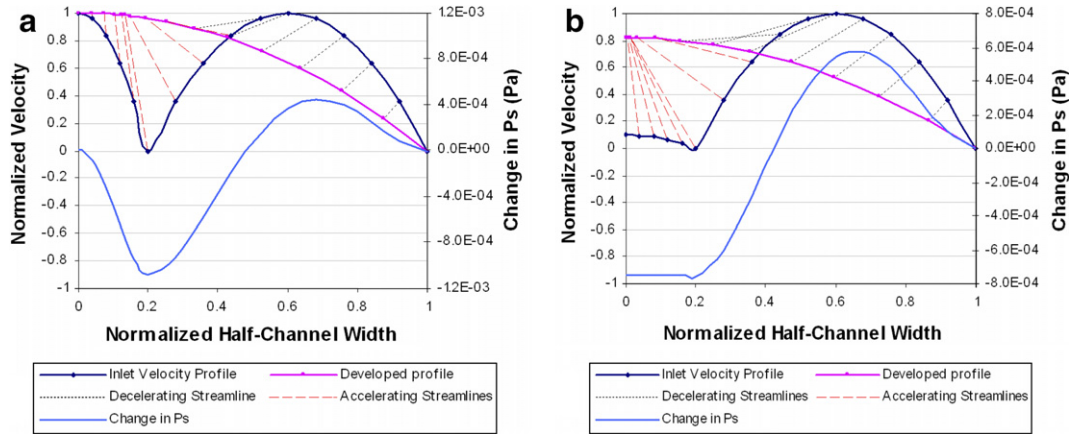 a
Normalized Velocity
1
0.8
0.6
0.4
0.2
0
-0.2
-0.4
-0.6
-0.8
-1
0 0.2 0.4 0.6 0.8 1
Normalized Half-Channel Width
12E-03
8.0E-04
4.0E-04
0.0E+00
-4.0E-04
-8.0E-04
-12E-03
Change in Ps (Pa)
Inlet Velocity Profile
Developed profile
Decelerating Streamline
Accelerating Streamlines
Change in Ps
b
Normalized Velocity
1
0.8
0.6
0.4
0.2
0
-0.2
-0.4
-0.6
-0.8
-1
0 0.2 0.4 0.6 0.8 1
Normalized Half-Channel Width
8.0E-04
6.0E-04
4.0E-04
2.0E-04
0.0E+00
-2.0E-04
-4.0E-04
-6.0E-04
-8.0E-04
Change in Ps (Pa)
Inlet Velocity Profile
Developed profile
Decelerating Streamlines
Accelerating Streamlines
Change in Ps